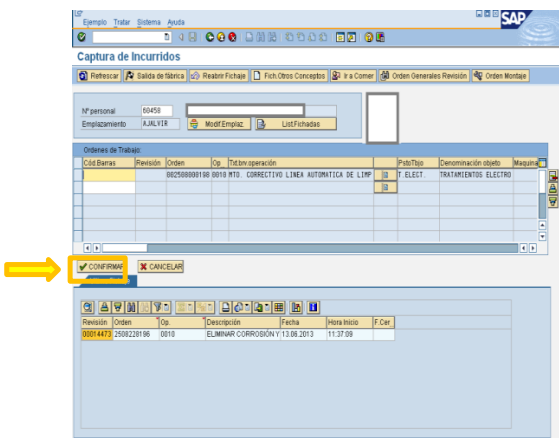 Ejemplo Tratar Sistema Ayuda
SAP
Captura de Incurridos
Refrescar Salida de fábrica Reabrir Fichaje Fich.Otros Conceptos Ir a Comer Orden Generales Revisión Orden Montaje
Nº personal 60458
Emplazamiento AJALVIR Modif.Emplaz. List.Fichadas
Ordenes de Trabajo:
Cód.Barras Revisión Orden Op Txt.brv.operación PstoTbjo Denominación objeto Maquina
0010 MTO. CORRECTIVO LINEA AUTOMATICA DE LIMP T.ELECT. TRATAMIENTOS ELECTRO
CONFIRMAR CANCELAR
Revisión Orden Op. Descripción Fecha Hora Inicio F.Cer
00014473 2508228196 0010 ELIMINAR CORROSIÓN Y 13.06.2013 11:37:09